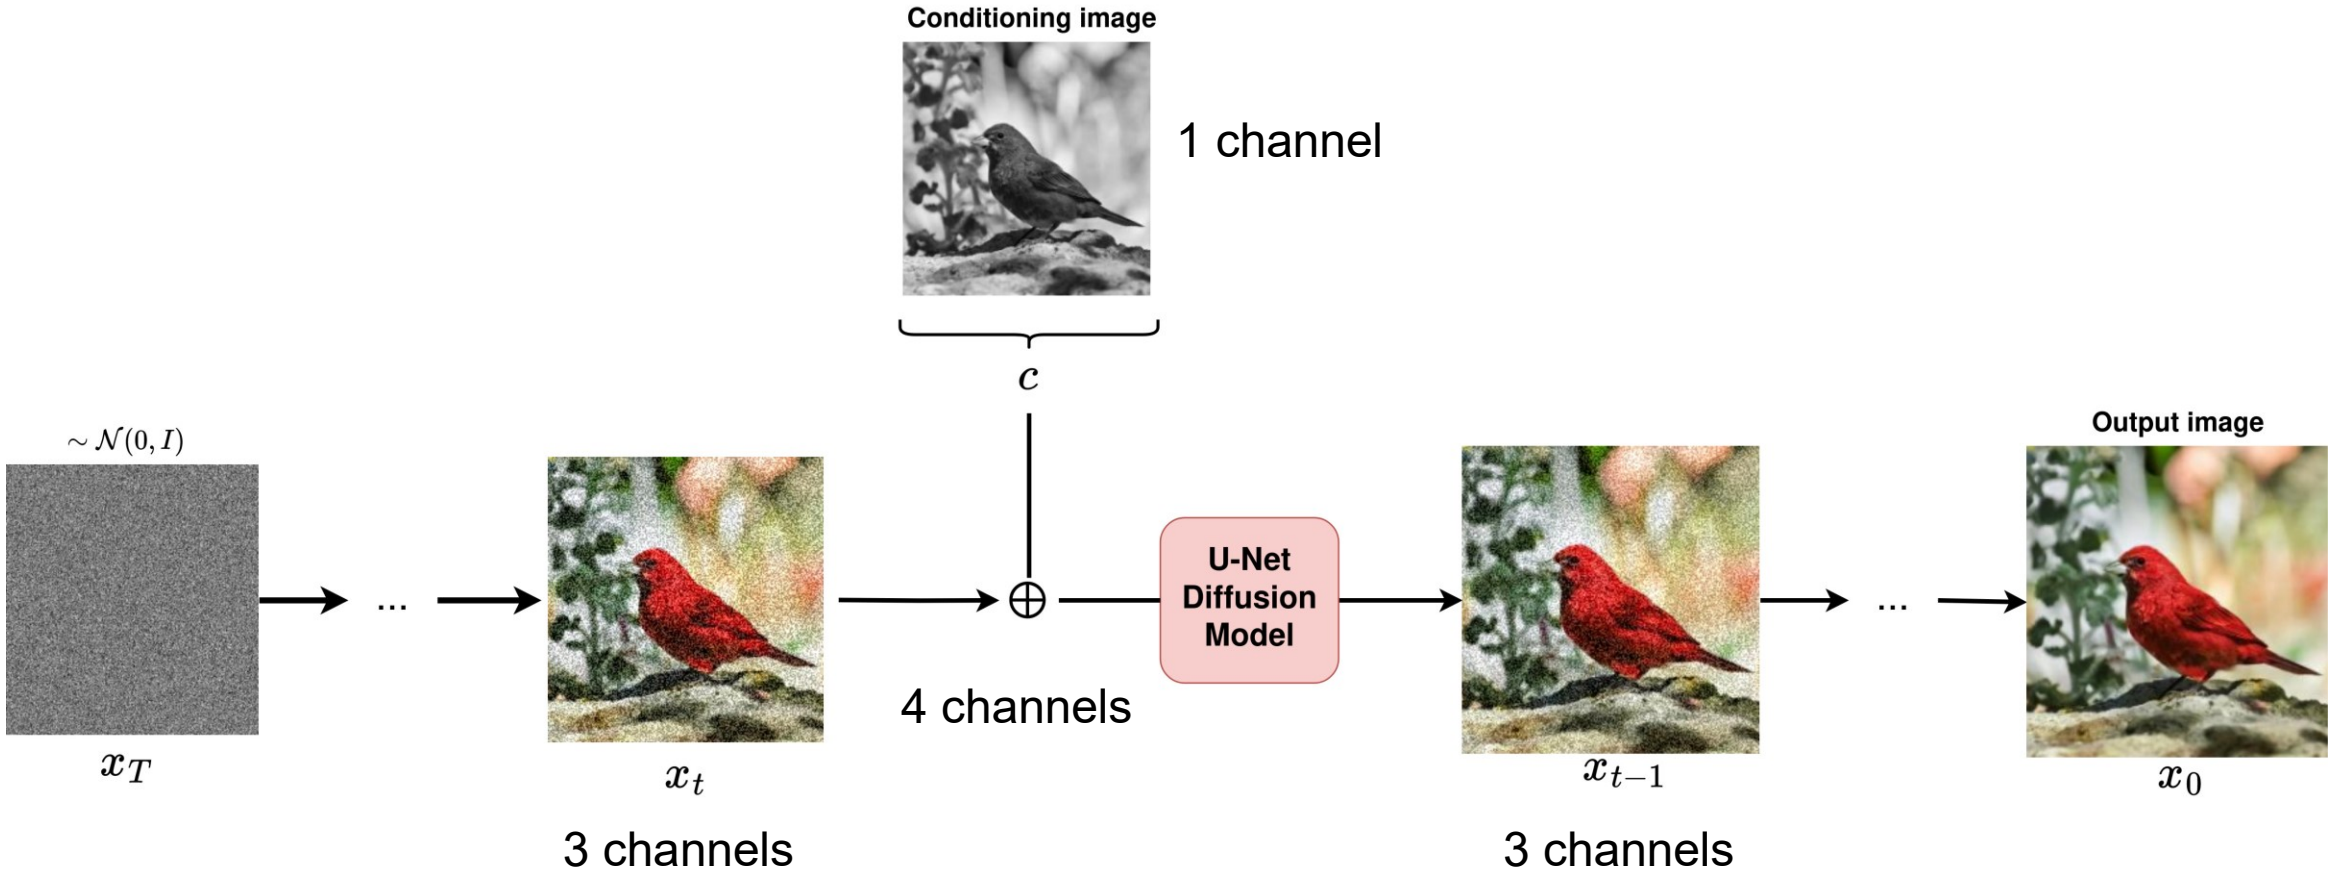 Conditioning image
1 channel
c
∼ 𝒩(0, I)
Output image
...
U-Net
Diffusion
Model
...
4 channels
x_T
x_t
x_{t−1}
x_0
3 channels
3 channels